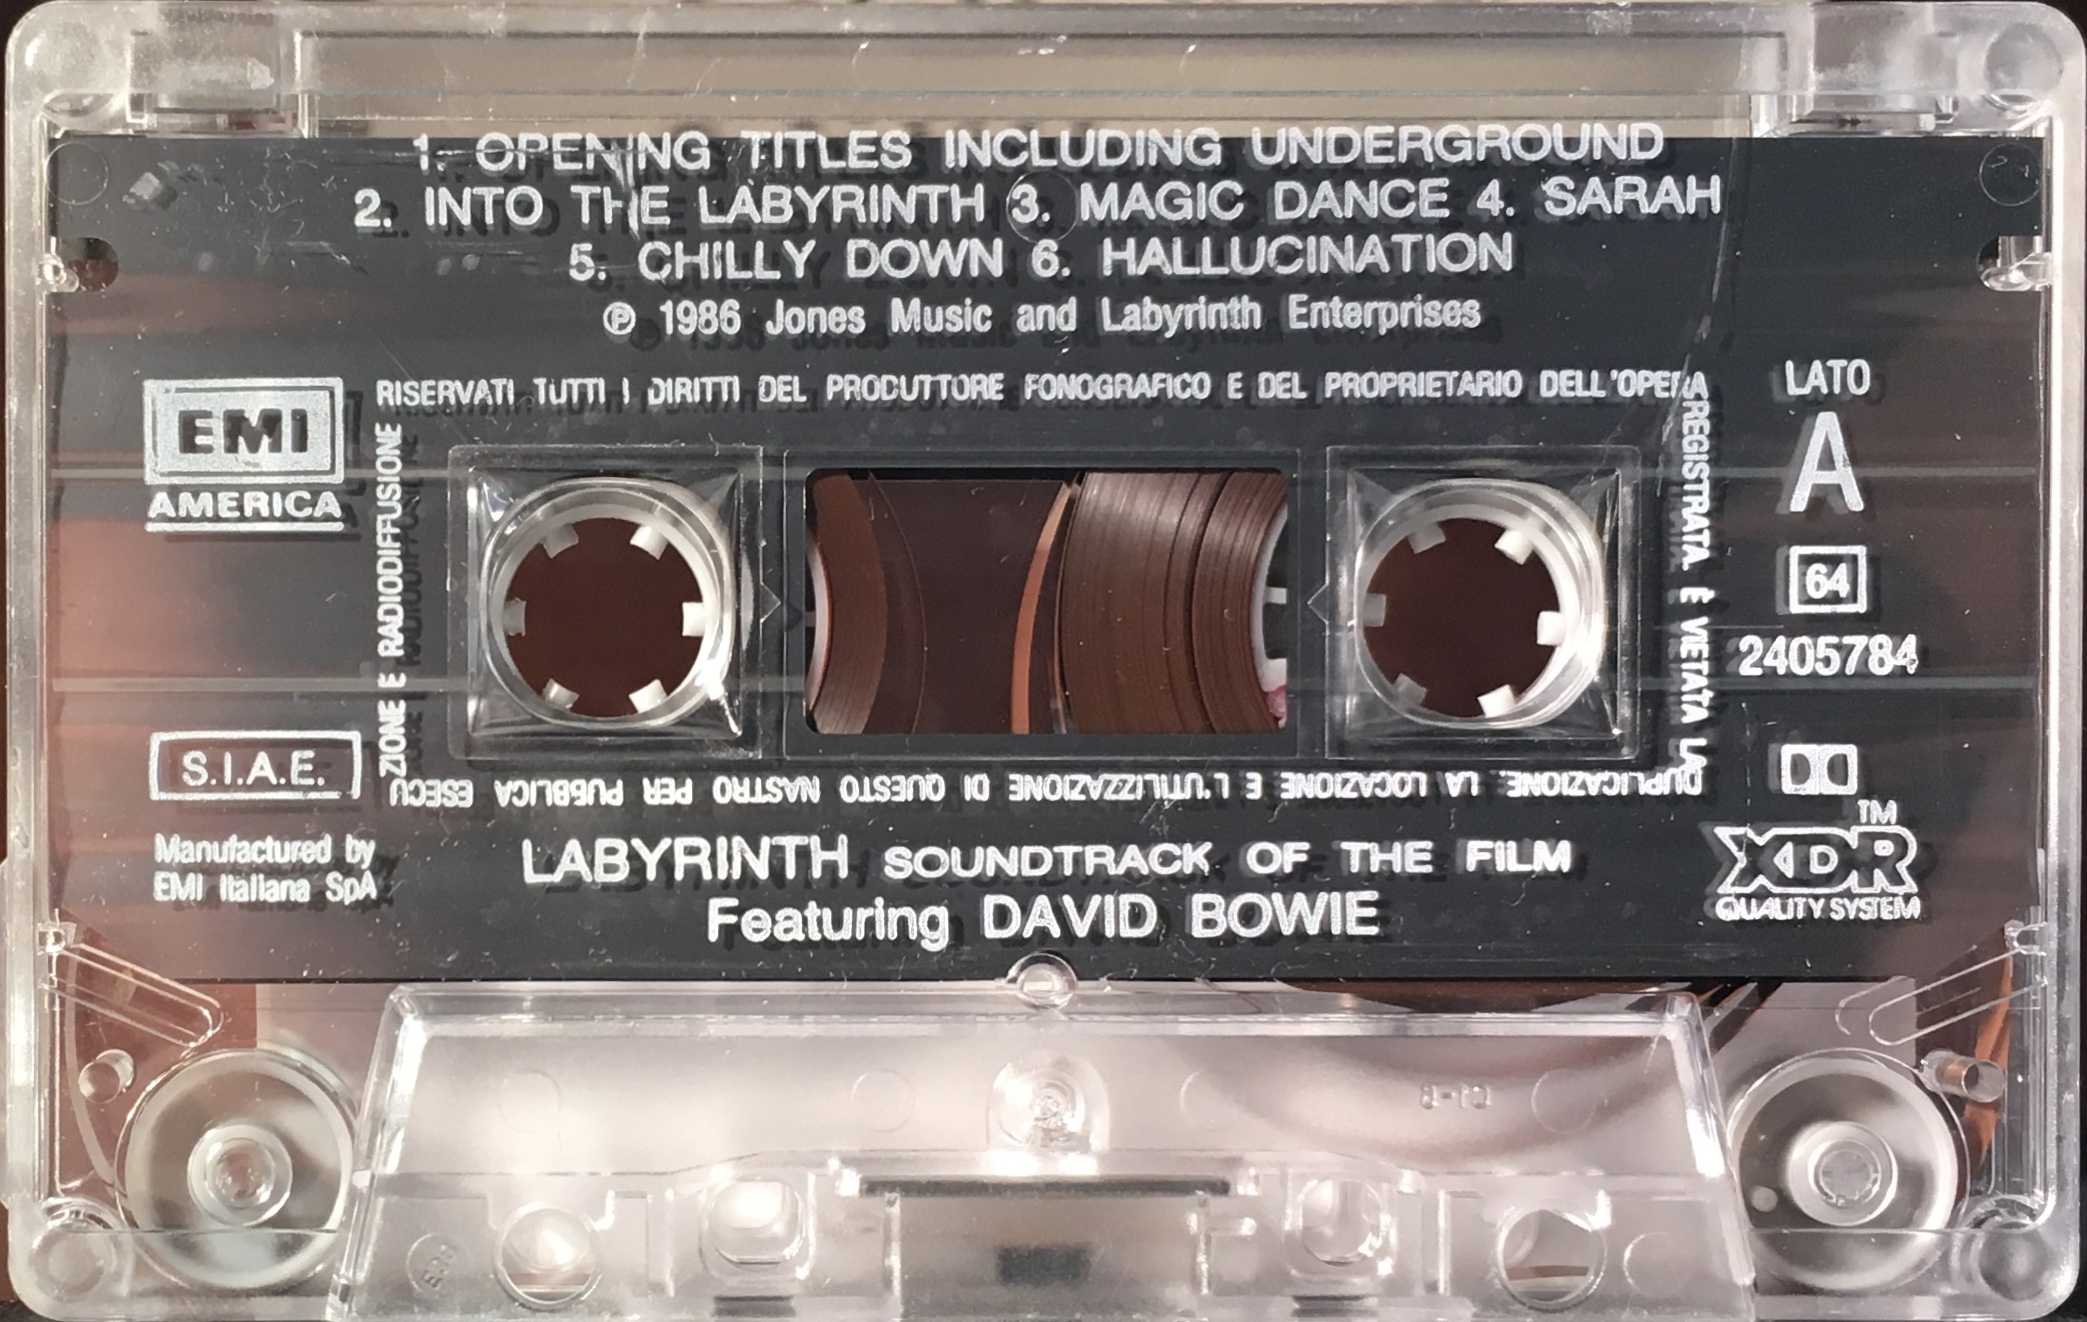 1. OPENING TITLES INCLUDING UNDERGROUND
2. INTO THE LABYRINTH 3. MAGIC DANCE 4. SARAH
5. CHILLY DOWN 6. HALLUCINATION
℗ 1986 Jones Music and Labyrinth Enterprises
EMI
AMERICA
RISERVATI TUTTI I DIRITTI DEL PRODUTTORE FONOGRAFICO E DEL PROPRIETARIO DELL'OPERA
REGISTRATA. È VIETATA LA
DUPLICAZIONE, LA LOCAZIONE E L'UTILIZZAZIONE DI QUESTO NASTRO PER PUBBLICA ESECU
ZIONE E RADIODIFFUSIONE
LATO
A
64
2405784
S.I.A.E.
Manufactured by
EMI Italiana SpA
LABYRINTH SOUNDTRACK OF THE FILM
Featuring DAVID BOWIE
TM
XDR
QUALITY SYSTEM